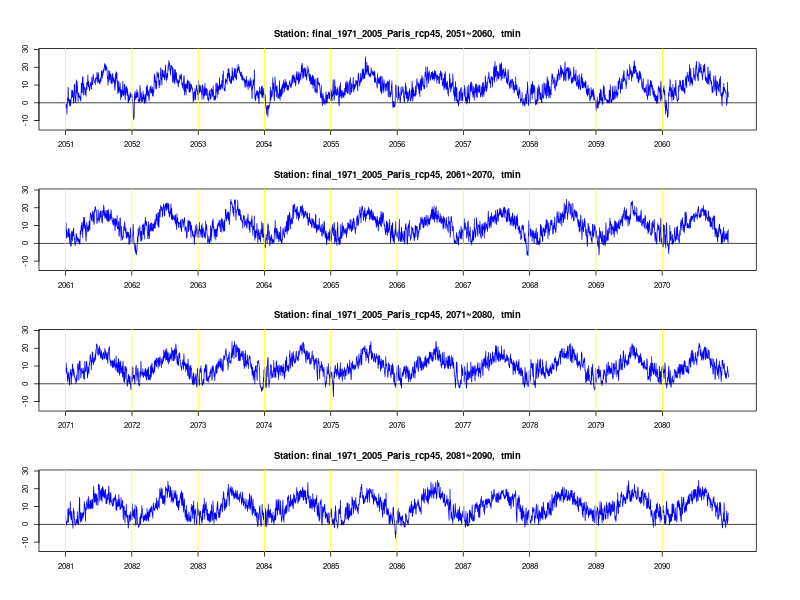 Station: final_1971_2005_Paris_rcp45, 2051~2060, tmin
30
20
10
0
-10
2051 2052 2053 2054 2055 2056 2057 2058 2059 2060
Station: final_1971_2005_Paris_rcp45, 2061~2070, tmin
30
20
10
0
-10
2061 2062 2063 2064 2065 2066 2067 2068 2069 2070
Station: final_1971_2005_Paris_rcp45, 2071~2080, tmin
30
20
10
0
-10
2071 2072 2073 2074 2075 2076 2077 2078 2079 2080
Station: final_1971_2005_Paris_rcp45, 2081~2090, tmin
30
20
10
0
-10
2081 2082 2083 2084 2085 2086 2087 2088 2089 2090